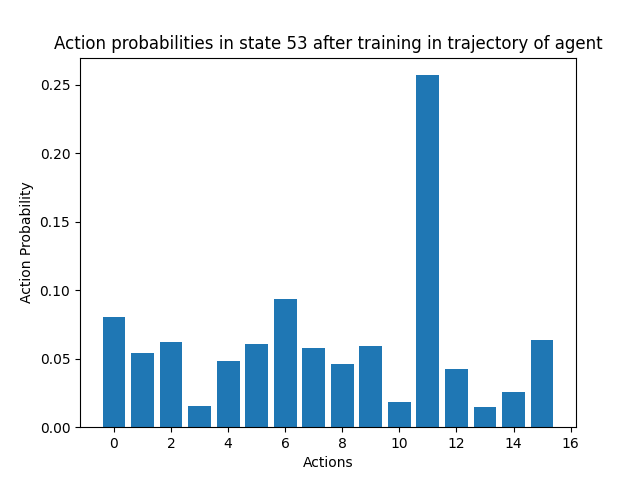 Action probabilities in state 53 after training in trajectory of agent
0.25
0.20
0.15
0.10
0.05
0.00
Action Probability
0 2 4 6 8 10 12 14 16
Actions